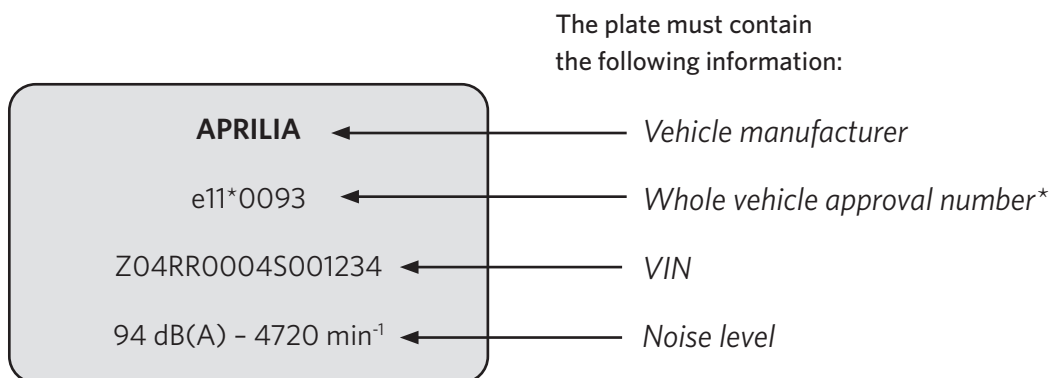 The plate must contain
the following information:
APRILIA Vehicle manufacturer
e11*0093 Whole vehicle approval number*
Z04RR0004S001234 VIN
94 dB(A) – 4720 min-1 Noise level